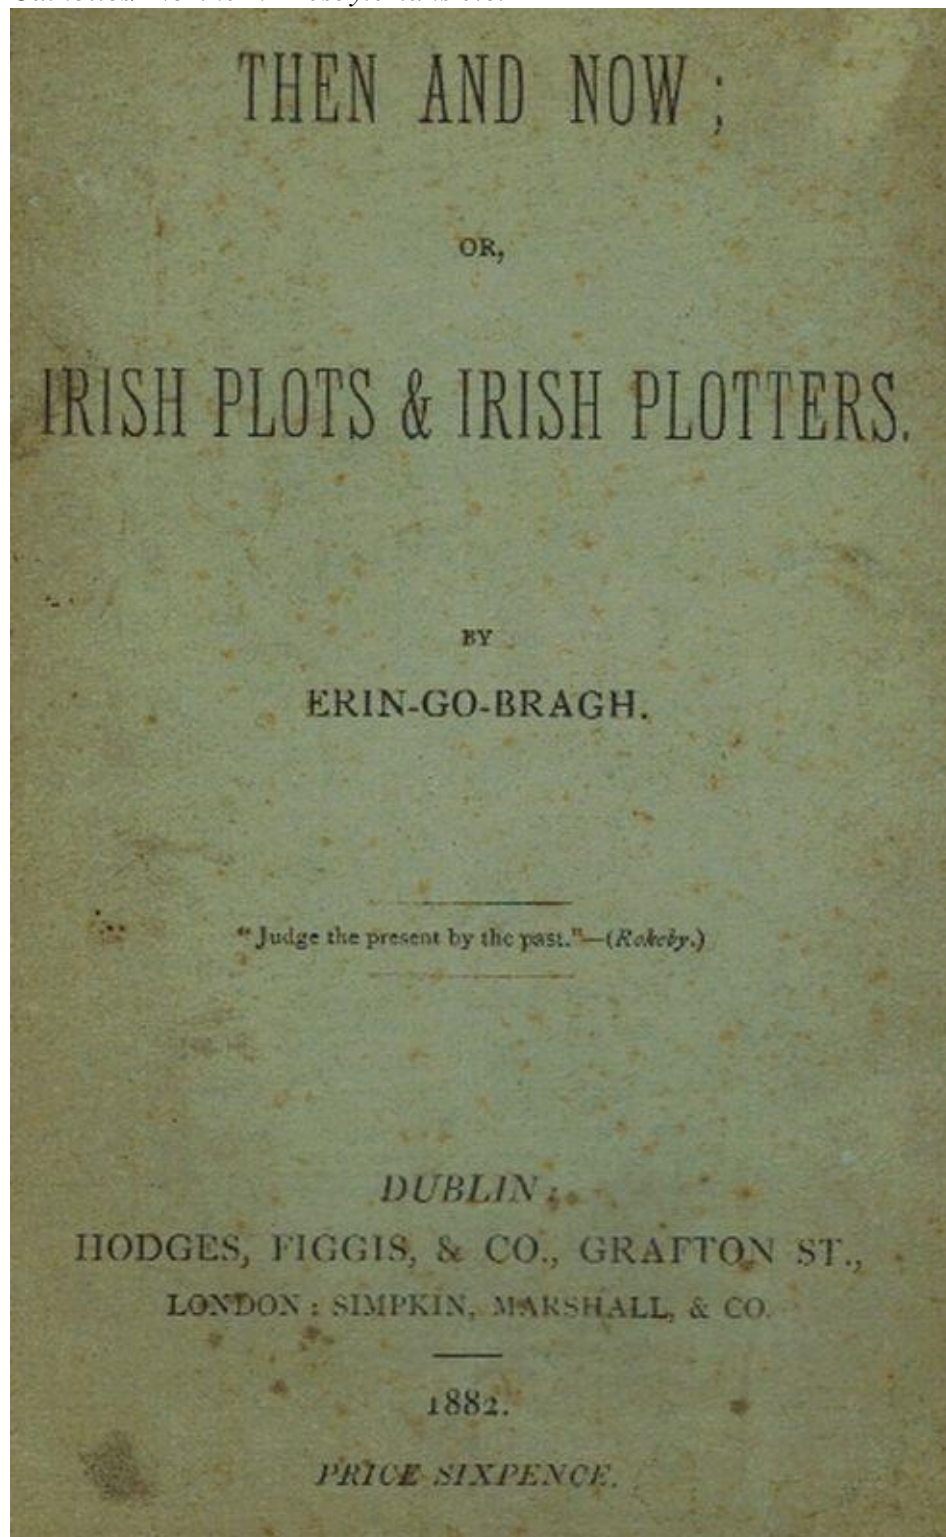 THEN AND NOW;
OR,
IRISH PLOTS & IRISH PLOTTERS.
BY
ERIN-GO-BRAGH.
"Judge the present by the past."—(Rokeby.)
DUBLIN:
HODGES, FIGGIS, & CO., GRAFTON ST.,
LONDON: SIMPKIN, MARSHALL, & CO.
1882.
PRICE SIXPENCE.